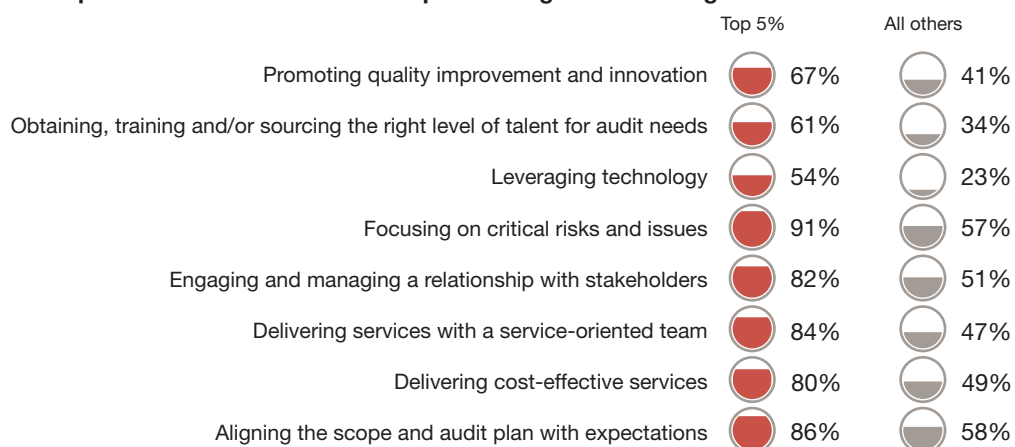 Top 5% All others
Promoting quality improvement and innovation 67% 41%
Obtaining, training and/or sourcing the right level of talent for audit needs 61% 34%
Leveraging technology 54% 23%
Focusing on critical risks and issues 91% 57%
Engaging and managing a relationship with stakeholders 82% 51%
Delivering services with a service-oriented team 84% 47%
Delivering cost-effective services 80% 49%
Aligning the scope and audit plan with expectations 86% 58%